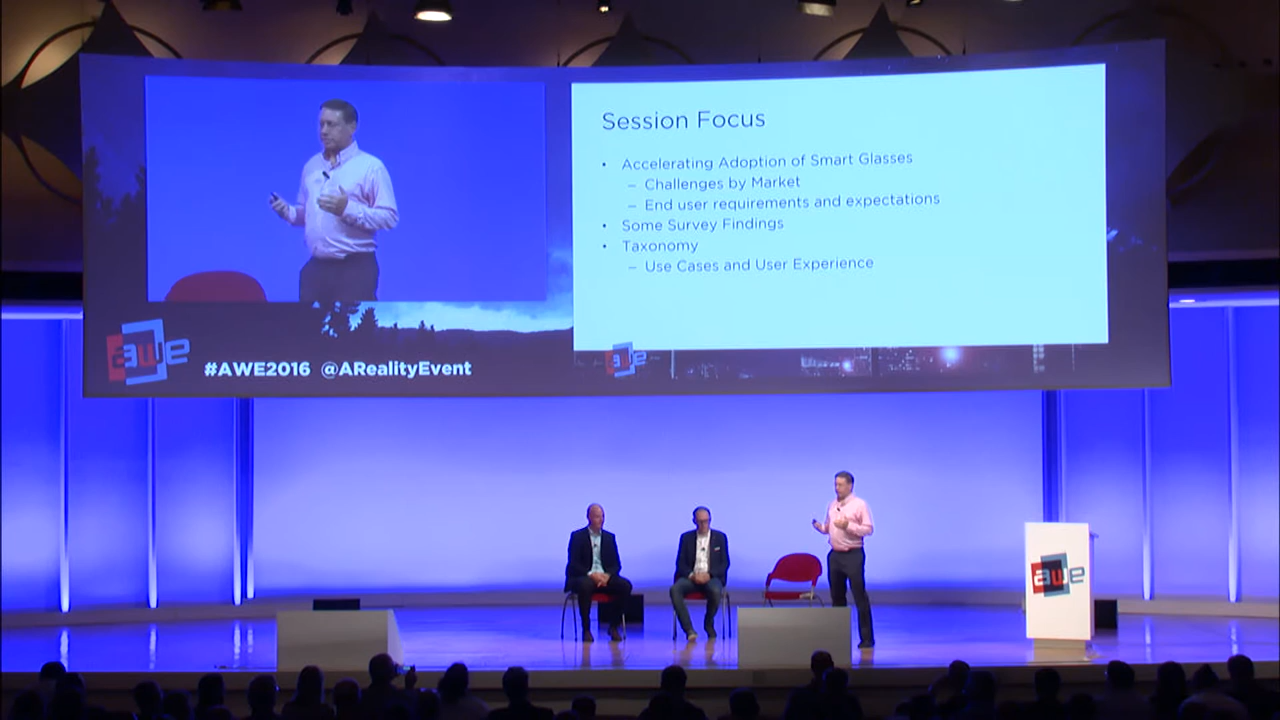 Session Focus
• Accelerating Adoption of Smart Glasses
– Challenges by Market
– End user requirements and expectations
• Some Survey Findings
• Taxonomy
– Use Cases and User Experience
awe
#AWE2016 @ARealityEvent
awe
awe